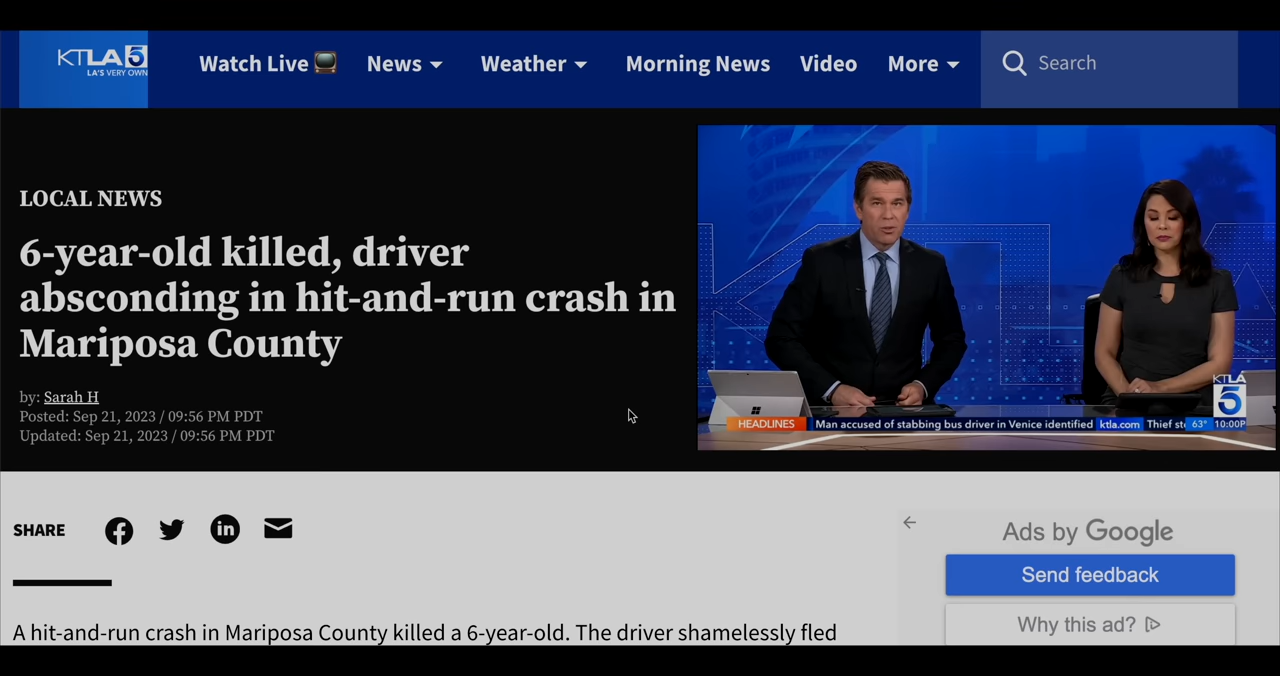 KTLA 5
LA'S VERY OWN
Watch Live News Weather Morning News Video More Search
LOCAL NEWS
6-year-old killed, driver
absconding in hit-and-run crash in
Mariposa County
by: Sarah H
Posted: Sep 21, 2023 / 09:56 PM PDT
Updated: Sep 21, 2023 / 09:56 PM PDT
KTLA
5
HEADLINES Man accused of stabbing bus driver in Venice identified ktla.com Thief st 63° 10:00P
SHARE
Ads by Google
Send feedback
Why this ad?
A hit-and-run crash in Mariposa County killed a 6-year-old. The driver shamelessly fled